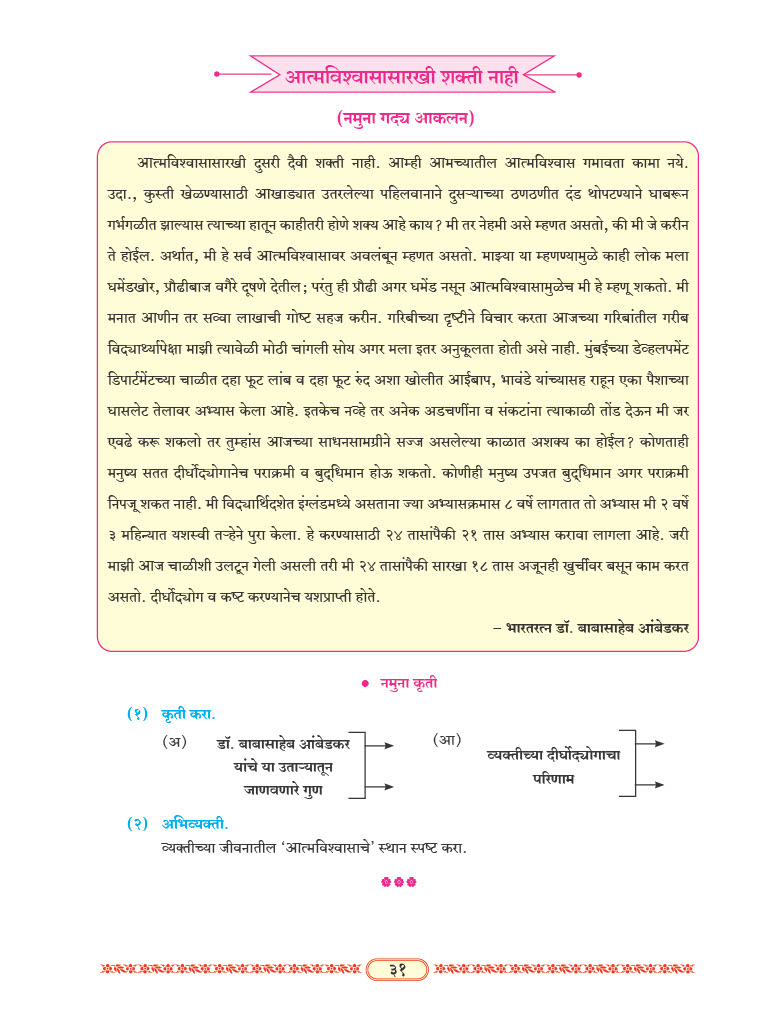 आत्मविश्वासासारखी शक्ती नाही
(नमुना गद्य आकलन)
आत्मविश्वासासारखी दुसरी दैवी शक्ती नाही. आम्ही आमच्यातील आत्मविश्वास गमावता कामा नये.
उदा., कुस्ती खेळण्यासाठी आखाड्यात उतरलेल्या पहिलवानाने दुसऱ्याच्या ठणठणीत दंड थोपटण्याने घाबरून
गर्भगळीत झाल्यास त्याच्या हातून काहीतरी होणे शक्य आहे काय? मी तर नेहमी असे म्हणत असतो, की मी जे करीन
ते होईल. अर्थात, मी हे सर्व आत्मविश्वासावर अवलंबून म्हणत असतो. माझ्या या म्हणण्यामुळे काही लोक मला
घमेंडखोर, प्रौढीबाज वगैरे दूषणे देतील; परंतु ही प्रौढी अगर घमेंड नसून आत्मविश्वासामुळेच मी हे म्हणू शकतो. मी
मनात आणीन तर सव्वा लाखाची गोष्ट सहज करीन. गरिबीच्या दृष्टीने विचार करता आजच्या गरिबांतील गरीब
विद्यार्थ्यापेक्षा माझी त्यावेळी मोठी चांगली सोय अगर मला इतर अनुकूलता होती असे नाही. मुंबईच्या डेव्हलपमेंट
डिपार्टमेंटच्या चाळीत दहा फूट लांब व दहा फूट रुंद अशा खोलीत आईबाप, भावंडे यांच्यासह राहून एका पैशाच्या
घासलेट तेलावर अभ्यास केला आहे. इतकेच नव्हे तर अनेक अडचणींना व संकटांना त्याकाळी तोंड देऊन मी जर
एवढे करू शकलो तर तुम्हांस आजच्या साधनसामग्रीने सज्ज असलेल्या काळात अशक्य का होईल? कोणताही
मनुष्य सतत दीर्घोद्योगानेच पराक्रमी व बुद्धिमान होऊ शकतो. कोणीही मनुष्य उपजत बुद्धिमान अगर पराक्रमी
निपजू शकत नाही. मी विद्यार्थिदशेत इंग्लंडमध्ये असताना ज्या अभ्यासक्रमास ८ वर्षे लागतात तो अभ्यास मी २ वर्षे
३ महिन्यात यशस्वी तऱ्हेने पुरा केला. हे करण्यासाठी २४ तासांपैकी २१ तास अभ्यास करावा लागला आहे. जरी
माझी आज चाळीशी उलटून गेली असली तरी मी २४ तासांपैकी सारखा १८ तास अजूनही खुर्चीवर बसून काम करत
असतो. दीर्घोद्योग व कष्ट करण्यानेच यशप्राप्ती होते.
– भारतरत्न डॉ. बाबासाहेब आंबेडकर
• नमुना कृती
(१) कृती करा.
(अ) डॉ. बाबासाहेब आंबेडकर
यांचे या उताऱ्यातून
जाणवणारे गुण
(आ) व्यक्तीच्या दीर्घोद्योगाचा
परिणाम
(२) अभिव्यक्ती.
व्यक्तीच्या जीवनातील ‘आत्मविश्वासाचे’ स्थान स्पष्ट करा.
३१